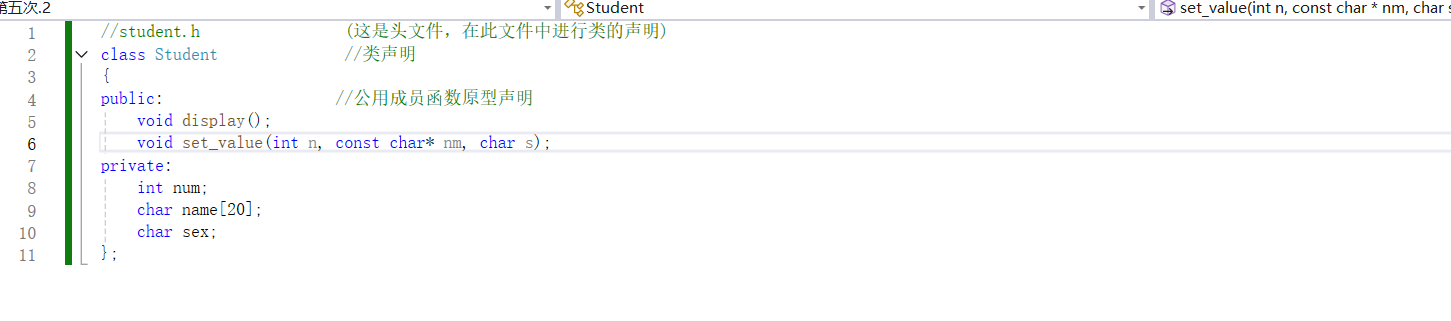 第五次.2 Student set_value(int n, const char * nm, char s
1 //student.h (这是头文件，在此文件中进行类的声明)
2 class Student //类声明
3 {
4 public: //公用成员函数原型声明
5 void display();
6 void set_value(int n, const char* nm, char s);
7 private:
8 int num;
9 char name[20];
10 char sex;
11 };